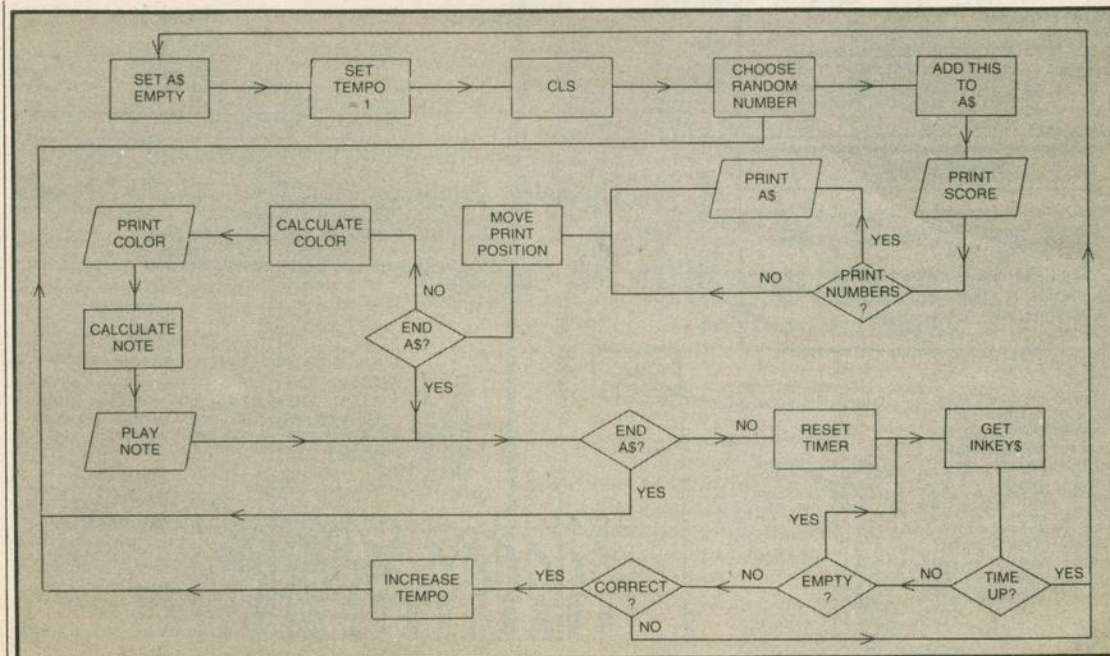 SET A$
EMPTY
SET
TEMPO
= 1
CLS
CHOOSE
RANDOM
NUMBER
ADD THIS
TO
A$
PRINT
COLOR
CALCULATE
COLOR
MOVE
PRINT
POSITION
PRINT
A$
PRINT
SCORE
YES
NO
PRINT
NUMBERS
?
NO
CALCULATE
NOTE
END
A$?
YES
PLAY
NOTE
END
A$?
NO
RESET
TIMER
GET
INKEY$
YES
YES
INCREASE
TEMPO
YES
CORRECT
?
NO
EMPTY
?
NO
TIME
UP?
YES
NO